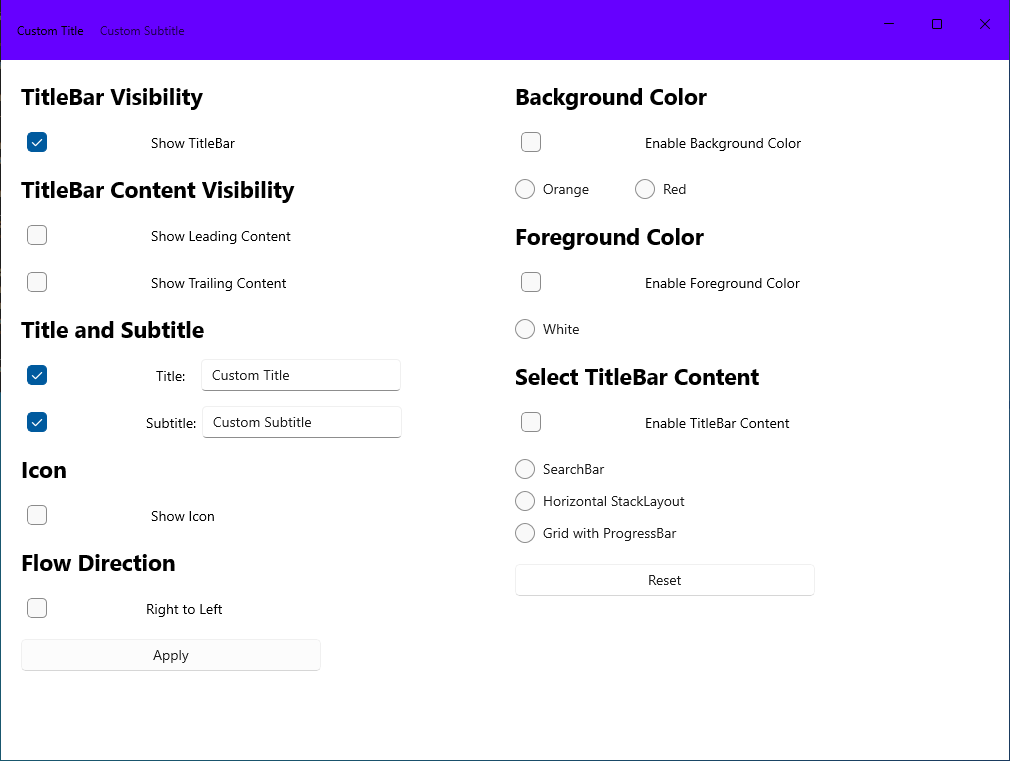 Custom Title Custom Subtitle
TitleBar Visibility
Show TitleBar
TitleBar Content Visibility
Show Leading Content
Show Trailing Content
Title and Subtitle
Title: Custom Title
Subtitle: Custom Subtitle
Icon
Show Icon
Flow Direction
Right to Left
Apply
Background Color
Enable Background Color
Orange Red
Foreground Color
Enable Foreground Color
White
Select TitleBar Content
Enable TitleBar Content
SearchBar
Horizontal StackLayout
Grid with ProgressBar
Reset